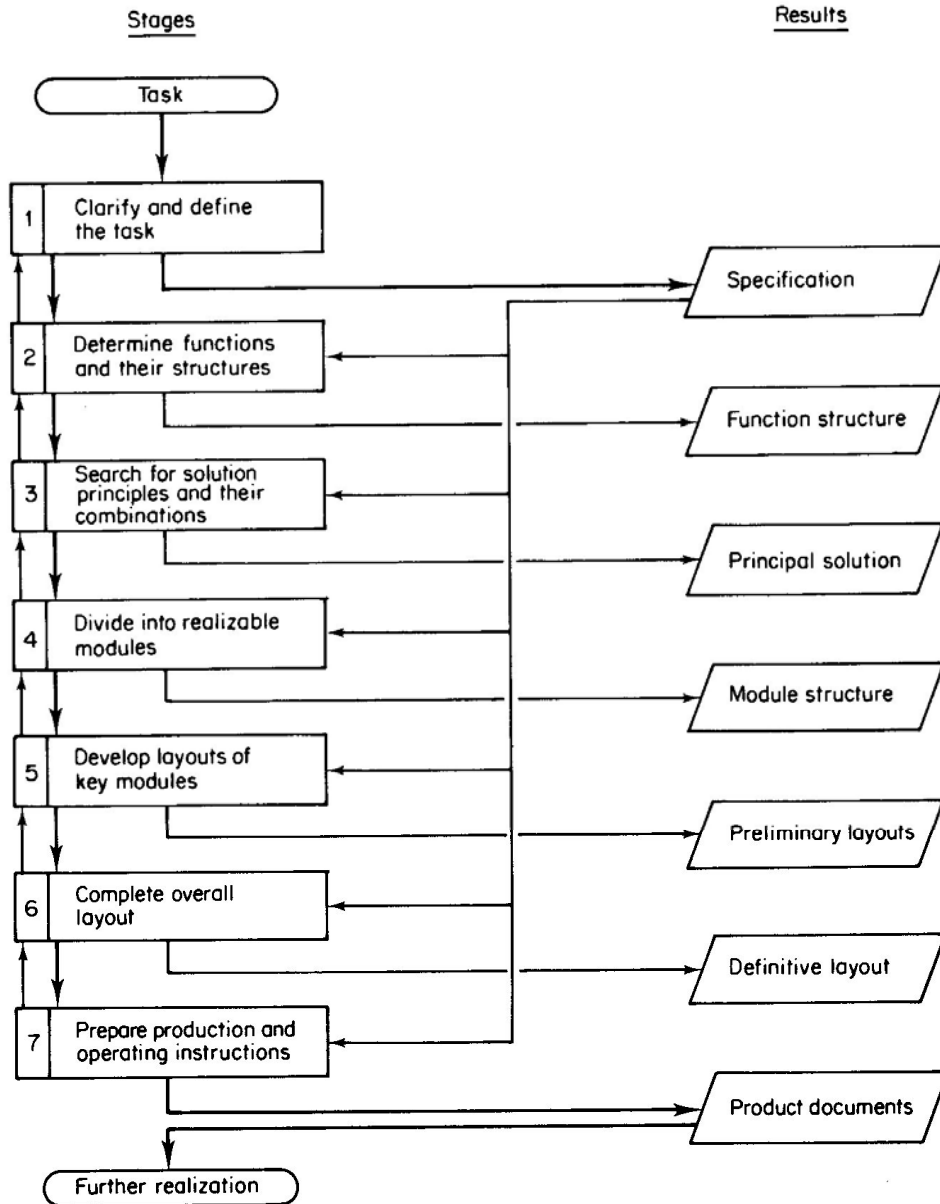 Stages
Results
Task
1
Clarify and define
the task
Specification
2
Determine functions
and their structures
Function structure
3
Search for solution
principles and their
combinations
Principal solution
4
Divide into realizable
modules
Module structure
5
Develop layouts of
key modules
Preliminary layouts
6
Complete overall
layout
Definitive layout
7
Prepare production and
operating instructions
Product documents
Further realization